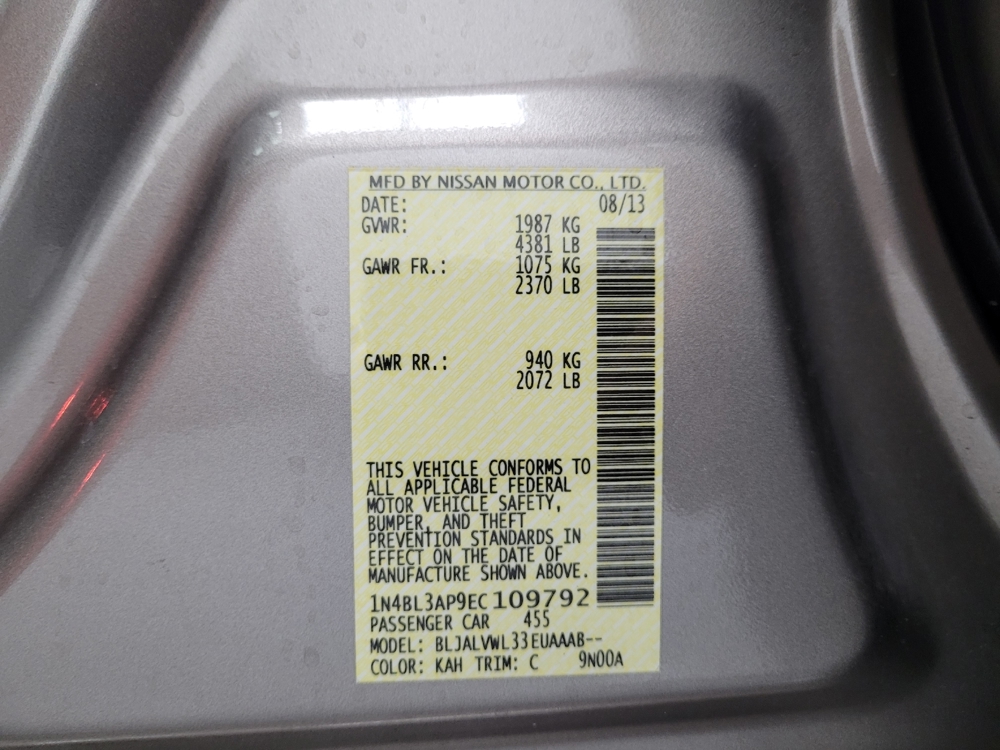 MFD BY NISSAN MOTOR CO., LTD.
DATE: 08/13
GVWR: 1987 KG
4381 LB
GAWR FR.: 1075 KG
2370 LB
GAWR RR.: 940 KG
2072 LB
THIS VEHICLE CONFORMS TO
ALL APPLICABLE FEDERAL
MOTOR VEHICLE SAFETY,
BUMPER, AND THEFT
PREVENTION STANDARDS IN
EFFECT ON THE DATE OF
MANUFACTURE SHOWN ABOVE.
1N4BL3AP9EC109792
PASSENGER CAR 455
MODEL: BLJALVWL33EUAAAB--
COLOR: KAH TRIM: C 9N00A